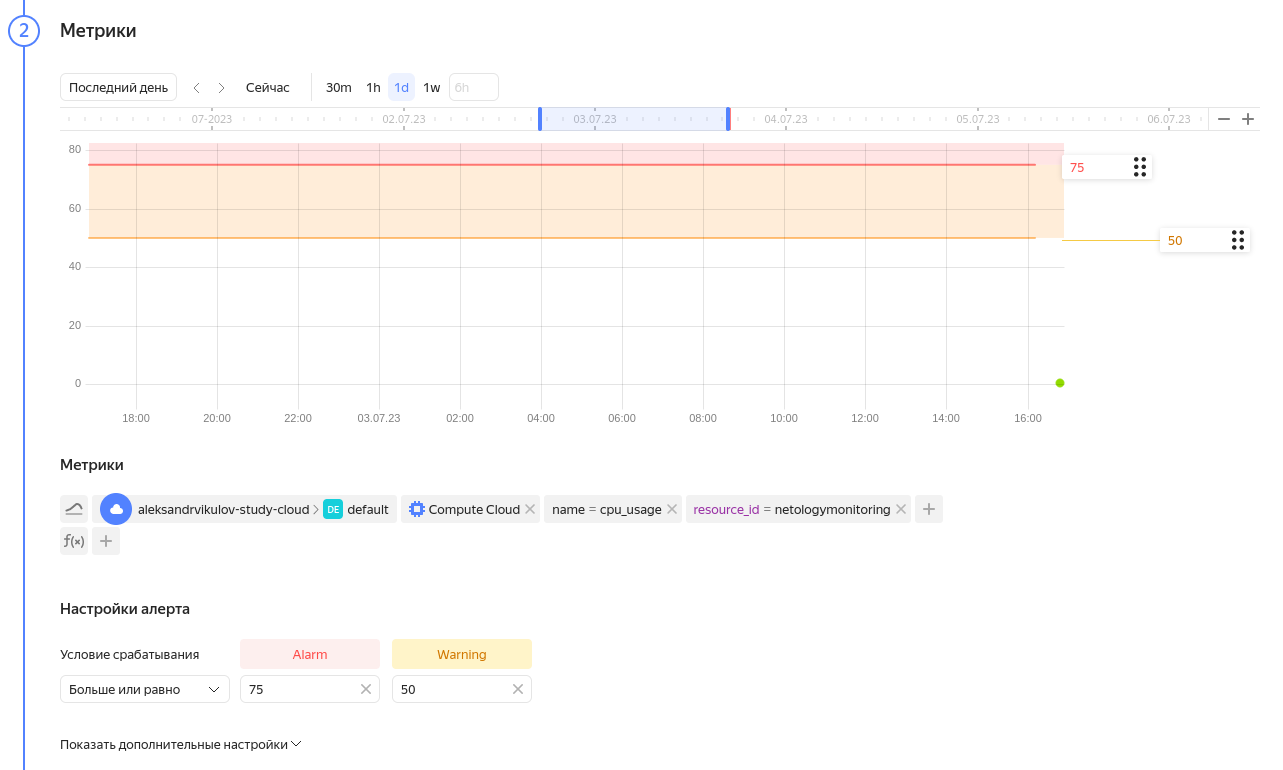 2 Метрики
Последний день Сейчас 30m 1h 1d 1w 6h
07-2023 02.07.23 03.07.23 04.07.23 05.07.23 06.07.23
80
75
60
50
40
20
0
18:00 20:00 22:00 03.07.23 02:00 04:00 06:00 08:00 10:00 12:00 14:00 16:00
Метрики
aleksandrvikulov-study-cloud DE default Compute Cloud name = cpu_usage resource_id = netologymonitoring
f(x)
Настройки алерта
Условие срабатывания Alarm Warning
Больше или равно 75 50
Показать дополнительные настройки